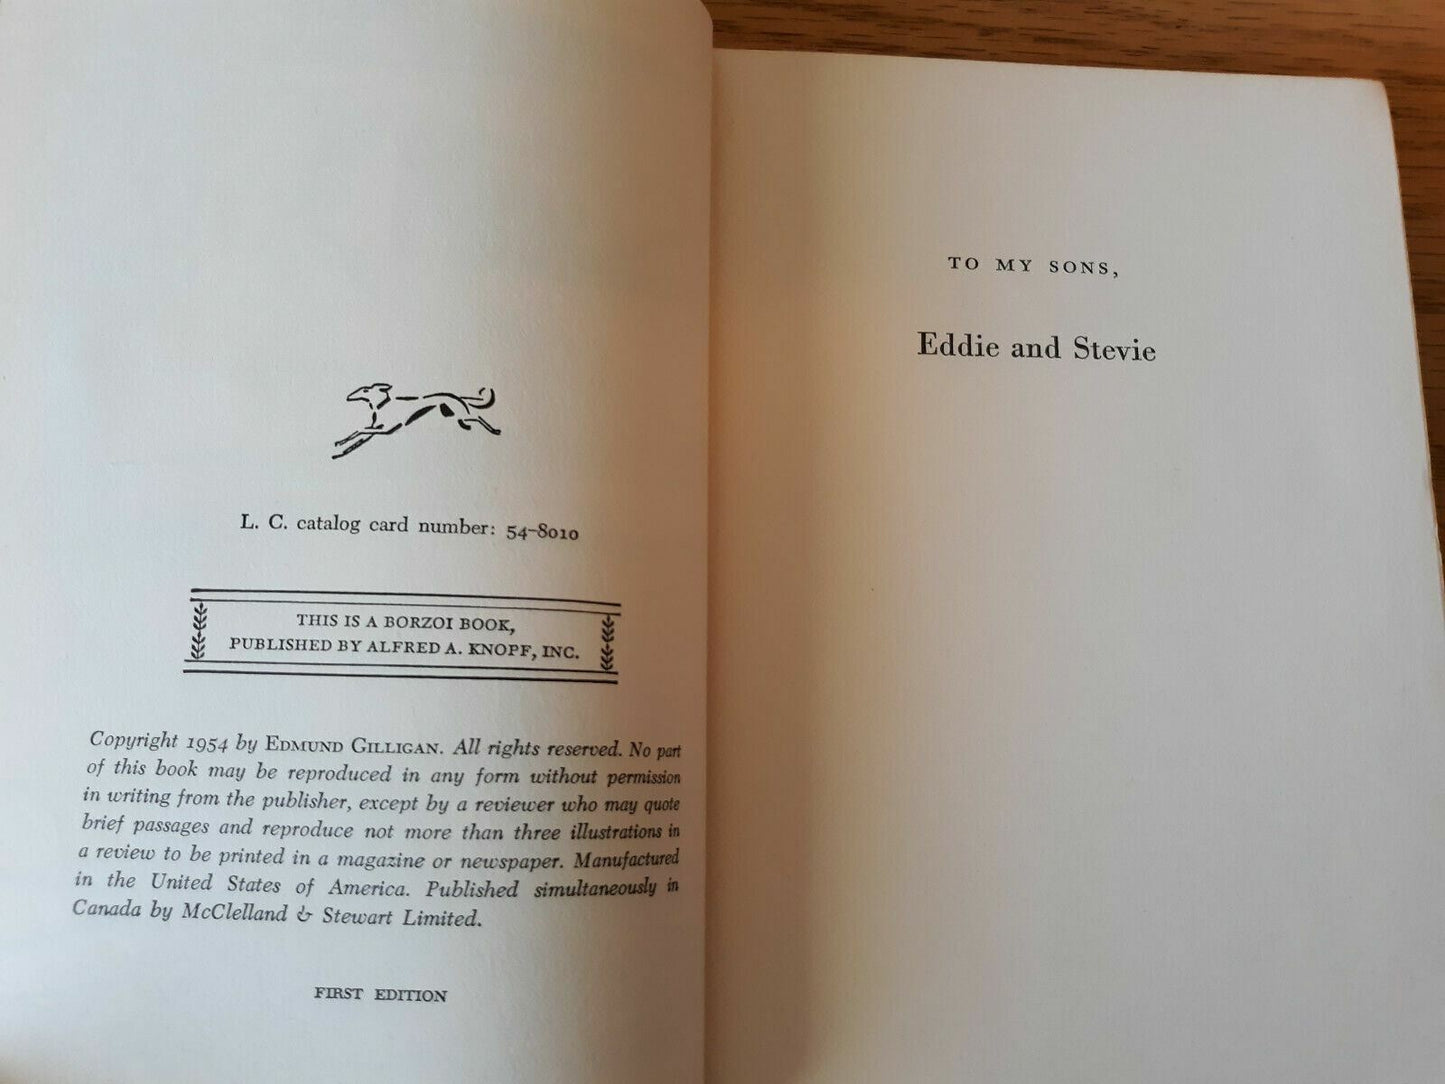 L. C. catalog card number: 54-8010
THIS IS A BORZOI BOOK,
PUBLISHED BY ALFRED A. KNOPF, INC.
Copyright 1954 by EDMUND GILLIGAN. All rights reserved. No part
of this book may be reproduced in any form without permission
in writing from the publisher, except by a reviewer who may quote
brief passages and reproduce not more than three illustrations in
a review to be printed in a magazine or newspaper. Manufactured
in the United States of America. Published simultaneously in
Canada by McClelland & Stewart Limited.
FIRST EDITION
TO MY SONS,
Eddie and Stevie